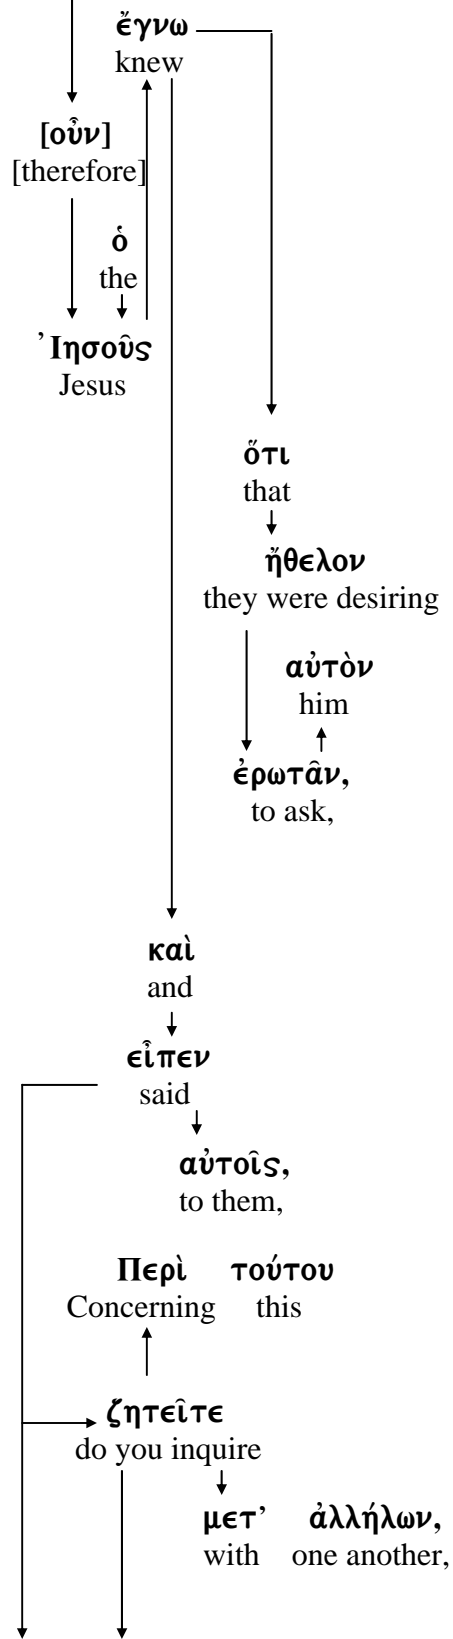 ἔγνω
knew
[οὖν]
[therefore]
ὁ
the
Ἰησοῦς
Jesus
ὅτι
that
ἤθελον
they were desiring
αὐτὸν
him
ἐρωτᾶν,
to ask,
καὶ
and
εἶπεν
said
αὐτοῖς,
to them,
Περὶ τούτου
Concerning this
ζητεῖτε
do you inquire
μετ’ ἀλλήλων,
with one another,